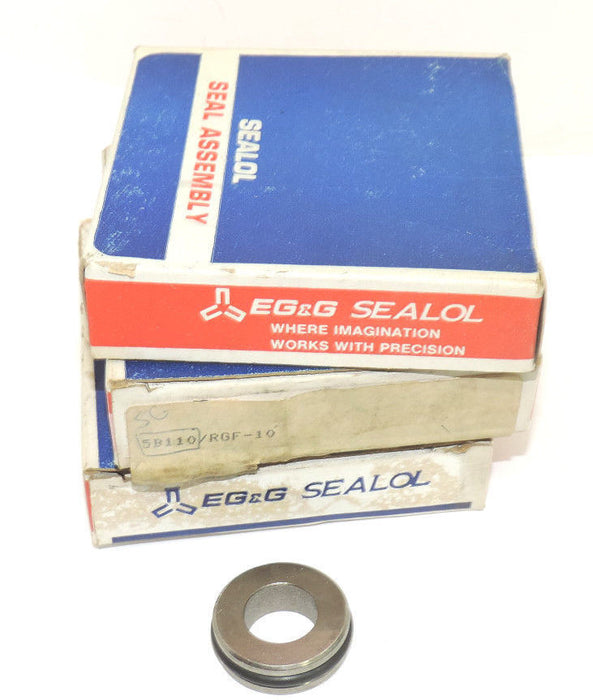 SEALOL
SEAL ASSEMBLY
EG&G SEALOL
WHERE IMAGINATION
WORKS WITH PRECISION
5B110/RGF-10
EG&G SEALOL